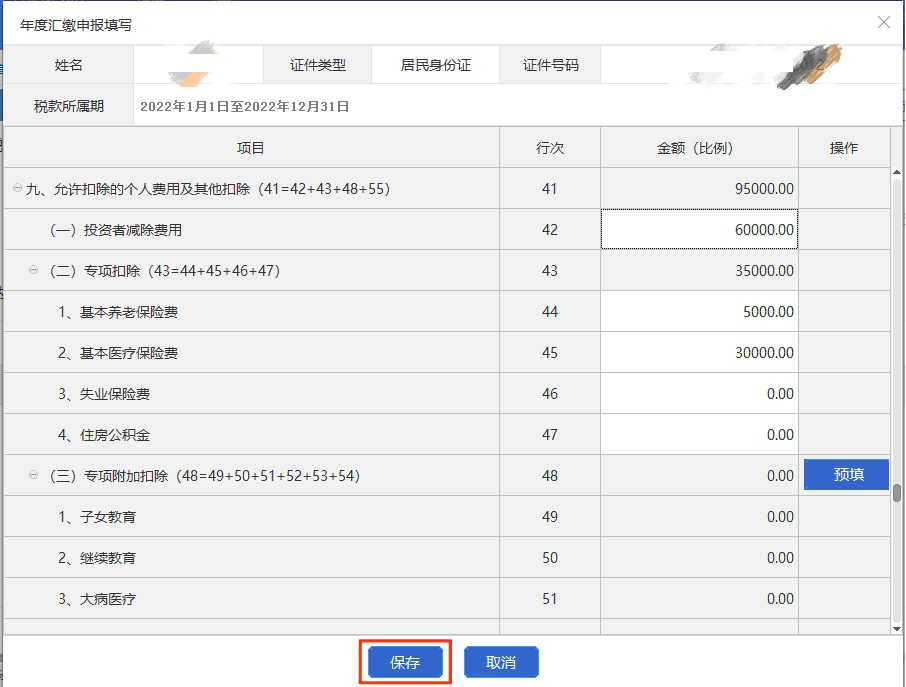 年度汇缴申报填写
姓名 证件类型 居民身份证 证件号码
税款所属期 2022年1月1日至2022年12月31日
项目 行次 金额（比例） 操作
九、允许扣除的个人费用及其他扣除（41=42+43+48+55） 41 95000.00
（一）投资者减除费用 42 60000.00
（二）专项扣除（43=44+45+46+47） 43 35000.00
1、基本养老保险费 44 5000.00
2、基本医疗保险费 45 30000.00
3、失业保险费 46 0.00
4、住房公积金 47 0.00
（三）专项附加扣除（48=49+50+51+52+53+54） 48 0.00 预填
1、子女教育 49 0.00
2、继续教育 50 0.00
3、大病医疗 51 0.00
保存 取消